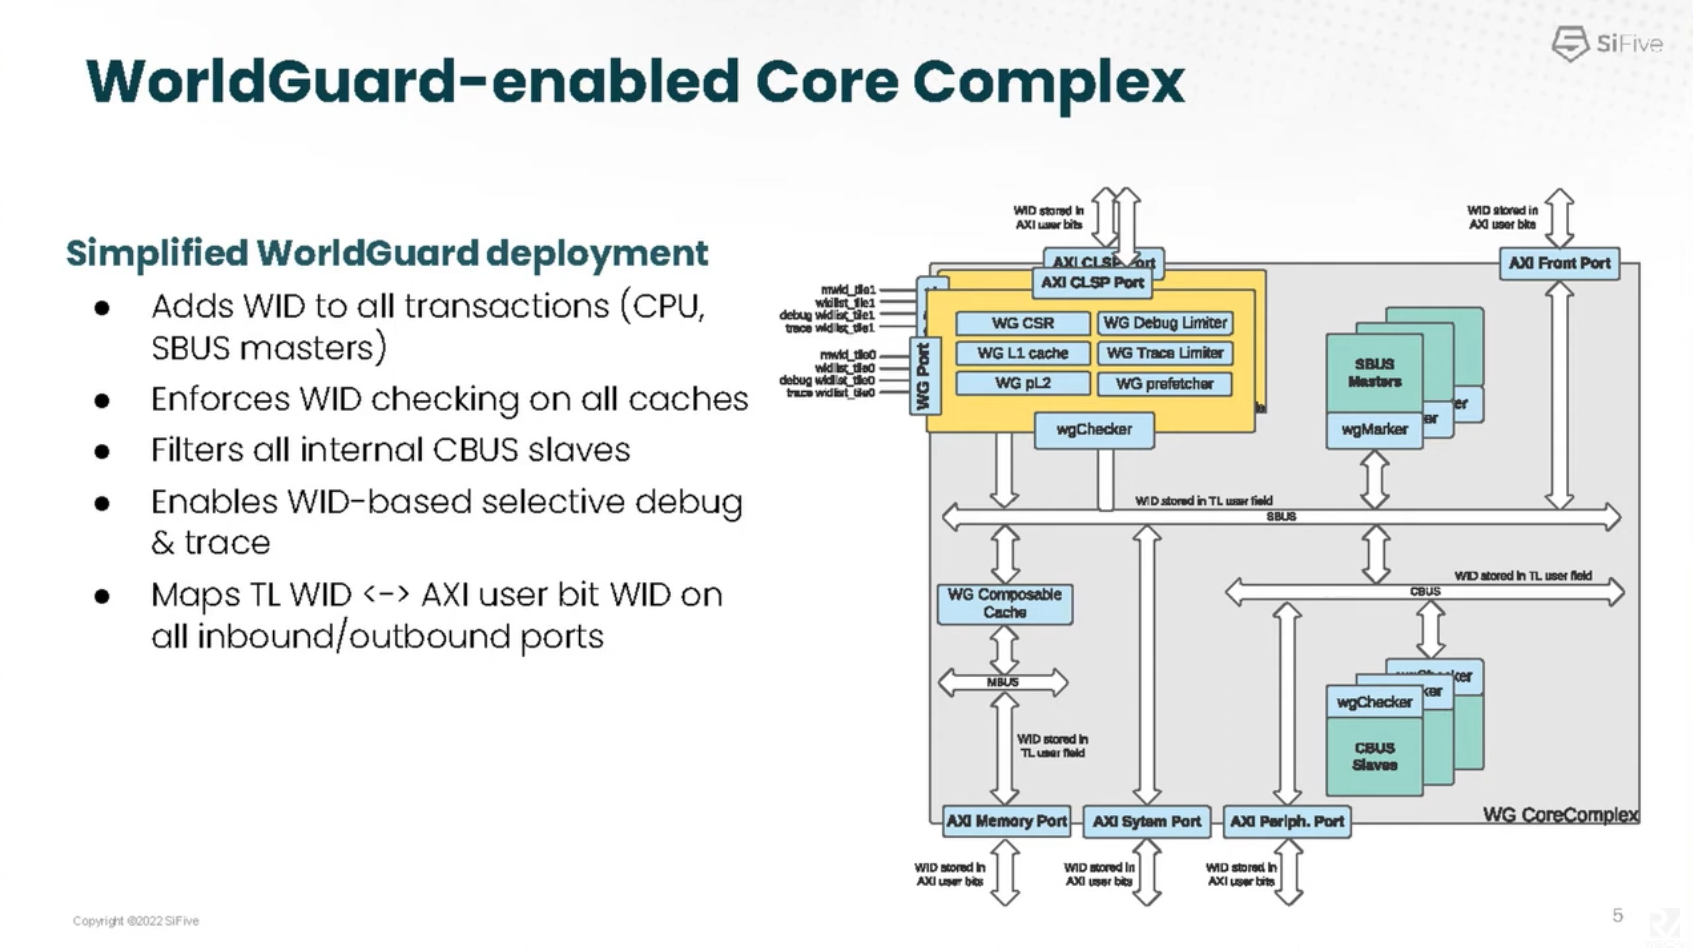 SiFive
WorldGuard-enabled Core Complex
Simplified WorldGuard deployment
● Adds WID to all transactions (CPU,
SBUS masters)
● Enforces WID checking on all caches
● Filters all internal CBUS slaves
● Enables WID-based selective debug
& trace
● Maps TL WID <-> AXI user bit WID on
all inbound/outbound ports
WID stored in
AXI user bits
WID stored in
AXI user bits
AXI CLSP Port
AXI CLSP Port
AXI Front Port
mwid_tile1
widlist_tile1
debug widlist_tile1
trace widlist_tile1
mwid_tile0
widlist_tile0
debug widlist_tile0
trace widlist_tile0
WG Port
WG CSR
WG Debug Limiter
WG L1 cache
WG Trace Limiter
WG pL2
WG prefetcher
wgChecker
SBUS
Masters
wgMarker
er
er
WID stored in TL user field
SBUS
WID stored in TL user field
CBUS
WG Composable
Cache
MBUS
WID stored in
TL user field
wgChecker
ker
wgChecker
CBUS
Slaves
WG CoreComplex
AXI Memory Port
AXI Sytem Port
AXI Periph. Port
WID stored in
AXI user bits
WID stored in
AXI user bits
WID stored in
AXI user bits
Copyright ©2022 SiFive
5